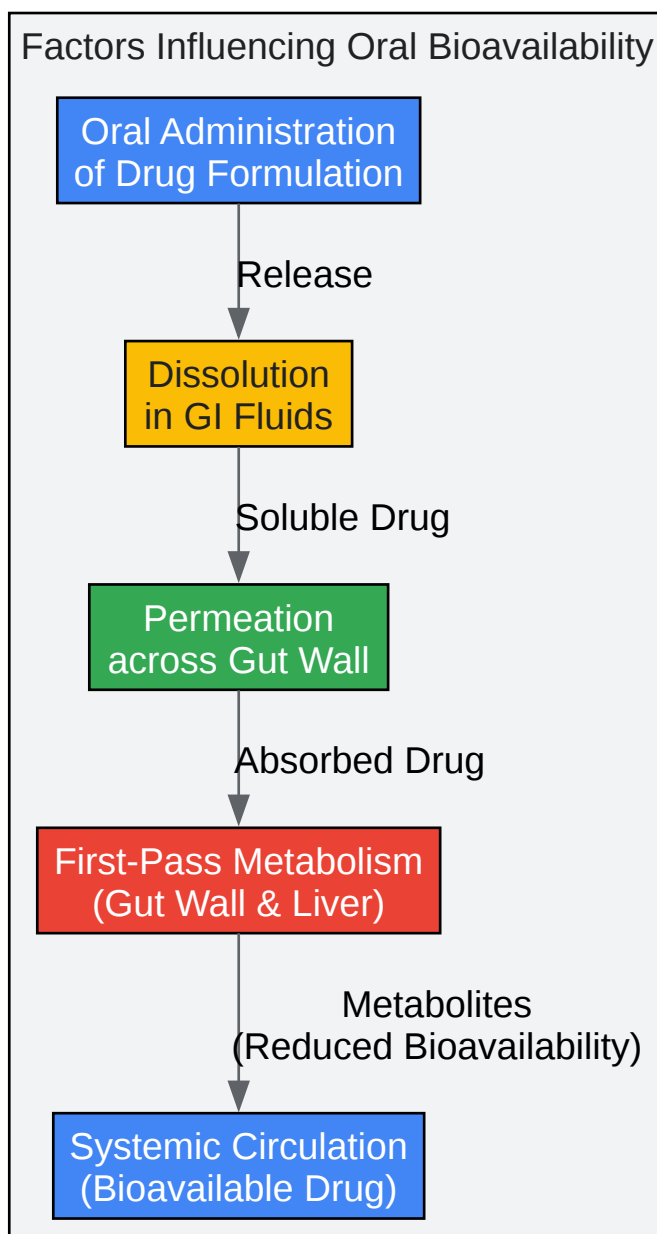 Factors Influencing Oral Bioavailability
Oral Administration
of Drug Formulation
Release
Dissolution
in GI Fluids
Soluble Drug
Permeation
across Gut Wall
Absorbed Drug
First-Pass Metabolism
(Gut Wall & Liver)
Metabolites
(Reduced Bioavailability)
Systemic Circulation
(Bioavailable Drug)